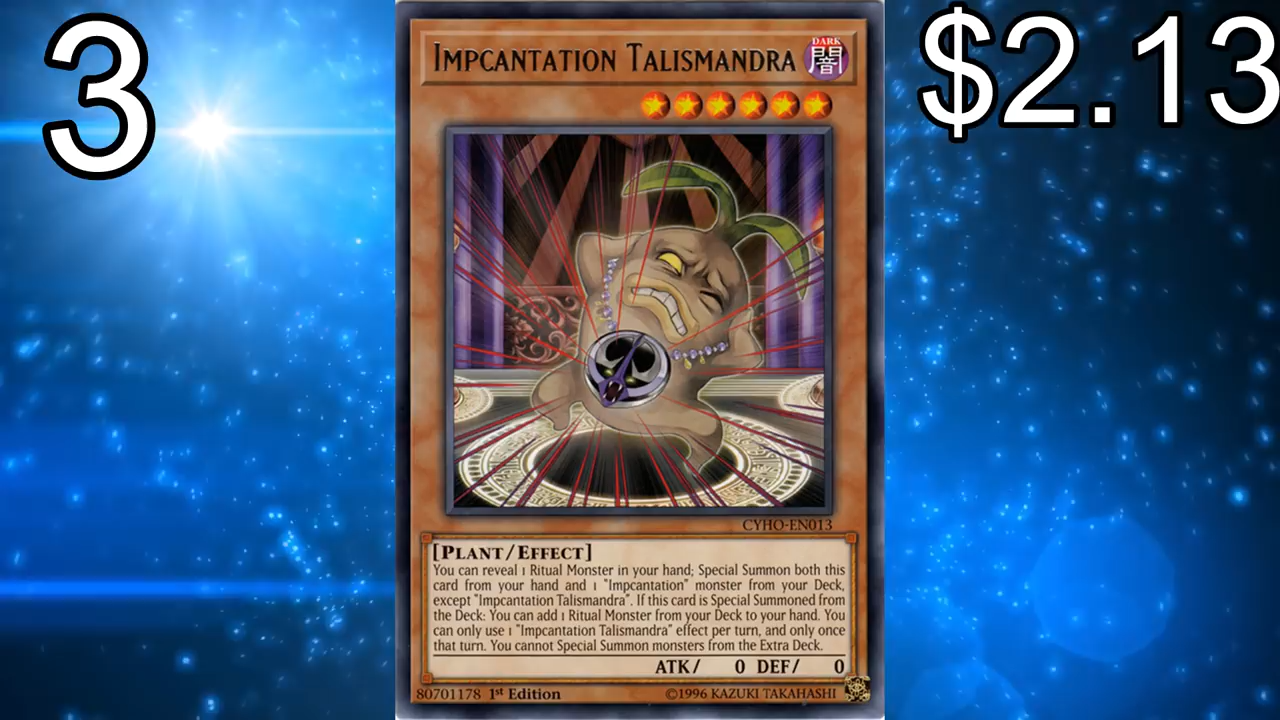 3
$2.13
IMPCANTATION TALISMANDRA
DARK
闇
CYHO-EN013
[PLANT/EFFECT]
You can reveal 1 Ritual Monster in your hand; Special Summon both this
card from your hand and 1 "Impcantation" monster from your Deck,
except "Impcantation Talismandra". If this card is Special Summoned from
the Deck: You can add 1 Ritual Monster from your Deck to your hand. You
can only use 1 "Impcantation Talismandra" effect per turn, and only once
that turn. You cannot Special Summon monsters from the Extra Deck.
ATK/ 0 DEF/ 0
80701178 1st Edition ©1996 KAZUKI TAKAHASHI